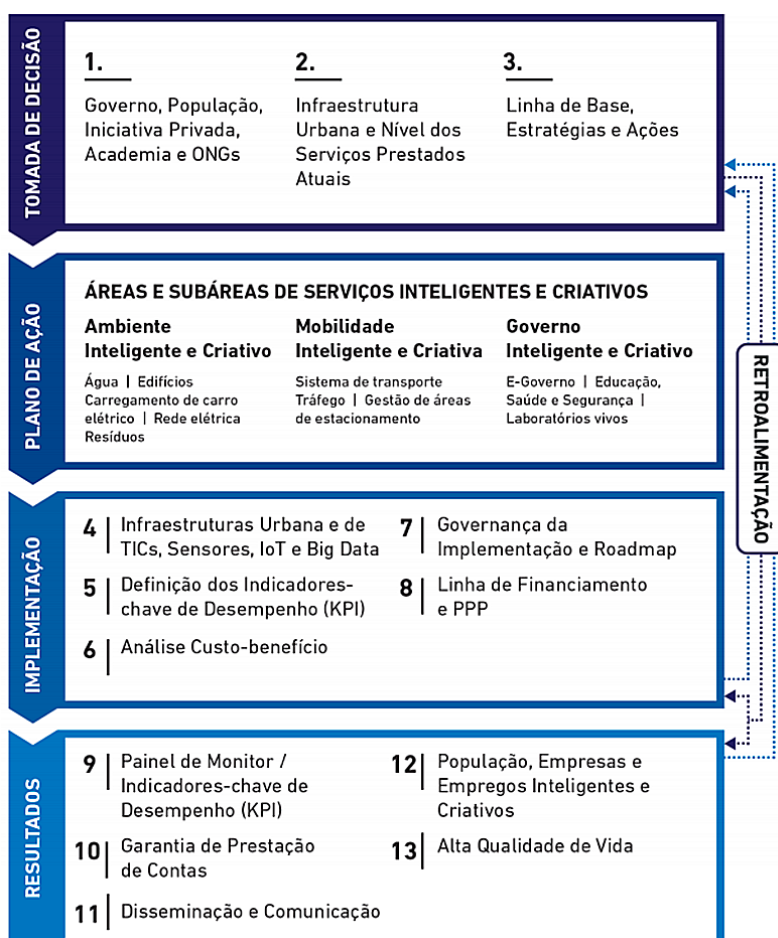 TOMADA DE DECISÃO
1.
Governo, População,
Iniciativa Privada,
Academia e ONGs
2.
Infraestrutura
Urbana e Nível dos
Serviços Prestados
Atuais
3.
Linha de Base,
Estratégias e Ações
PLANO DE AÇÃO
ÁREAS E SUBÁREAS DE SERVIÇOS INTELIGENTES E CRIATIVOS
Ambiente
Inteligente e Criativo
Água | Edifícios
Carregamento de carro
elétrico | Rede elétrica
Resíduos
Mobilidade
Inteligente e Criativa
Sistema de transporte
Tráfego | Gestão de áreas
de estacionamento
Governo
Inteligente e Criativo
E-Governo | Educação,
Saúde e Segurança |
Laboratórios vivos
IMPLEMENTAÇÃO
4 | Infraestruturas Urbana e de
TICs, Sensores, IoT e Big Data
5 | Definição dos Indicadores-
chave de Desempenho (KPI)
6 | Análise Custo-benefício
7 | Governança da
Implementação e Roadmap
8 | Linha de Financiamento
e PPP
RESULTADOS
9 | Painel de Monitor /
Indicadores-chave de
Desempenho (KPI)
10 | Garantia de Prestação
de Contas
11 | Disseminação e Comunicação
12 | População, Empresas e
Empregos Inteligentes e
Criativos
13 | Alta Qualidade de Vida
RETROALIMENTAÇÃO